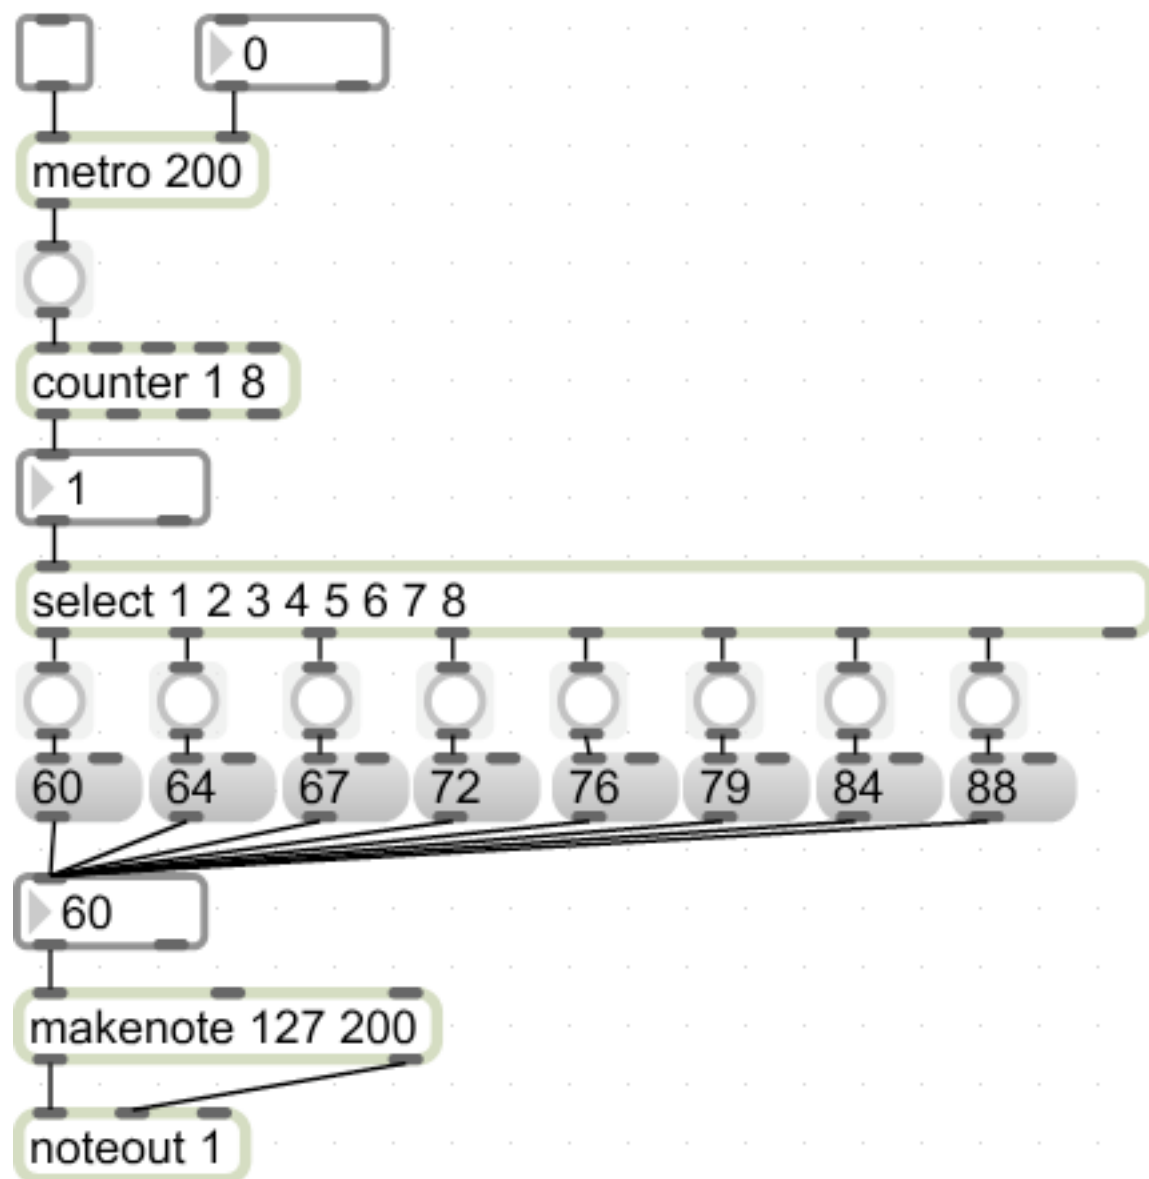 0
metro 200
counter 1 8
1
select 1 2 3 4 5 6 7 8
60 64 67 72 76 79 84 88
60
makenote 127 200
noteout 1